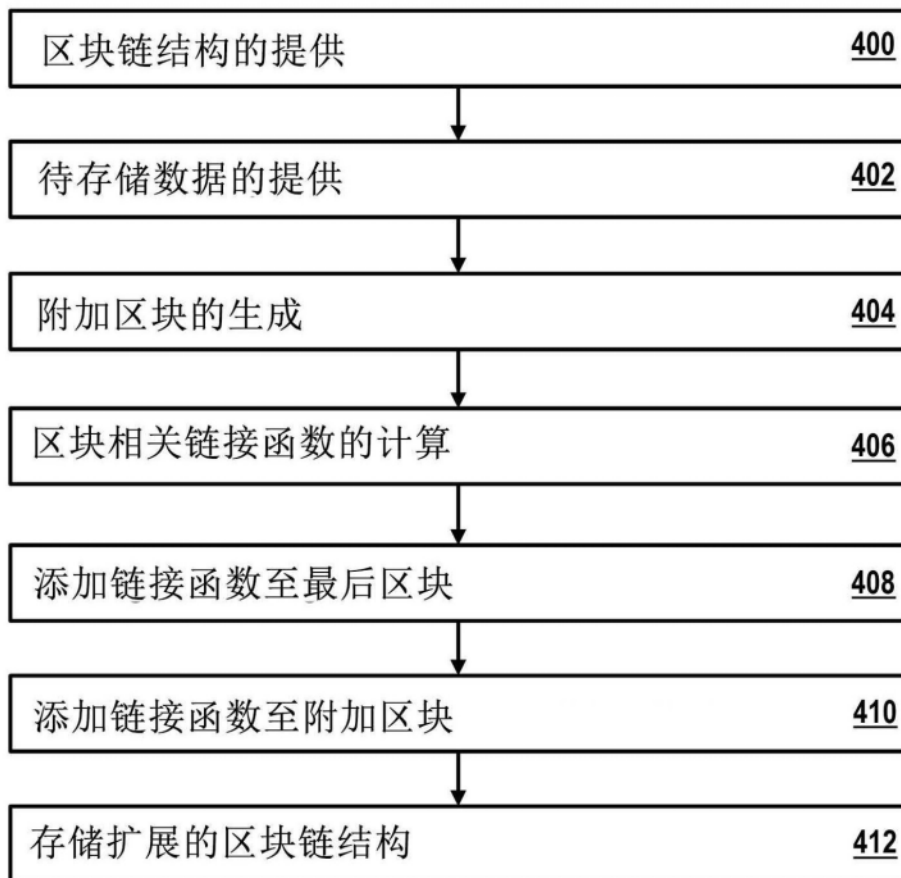 区块链结构的提供 400
待存储数据的提供 402
附加区块的生成 404
区块相关链接函数的计算 406
添加链接函数至最后区块 408
添加链接函数至附加区块 410
存储扩展的区块链结构 412